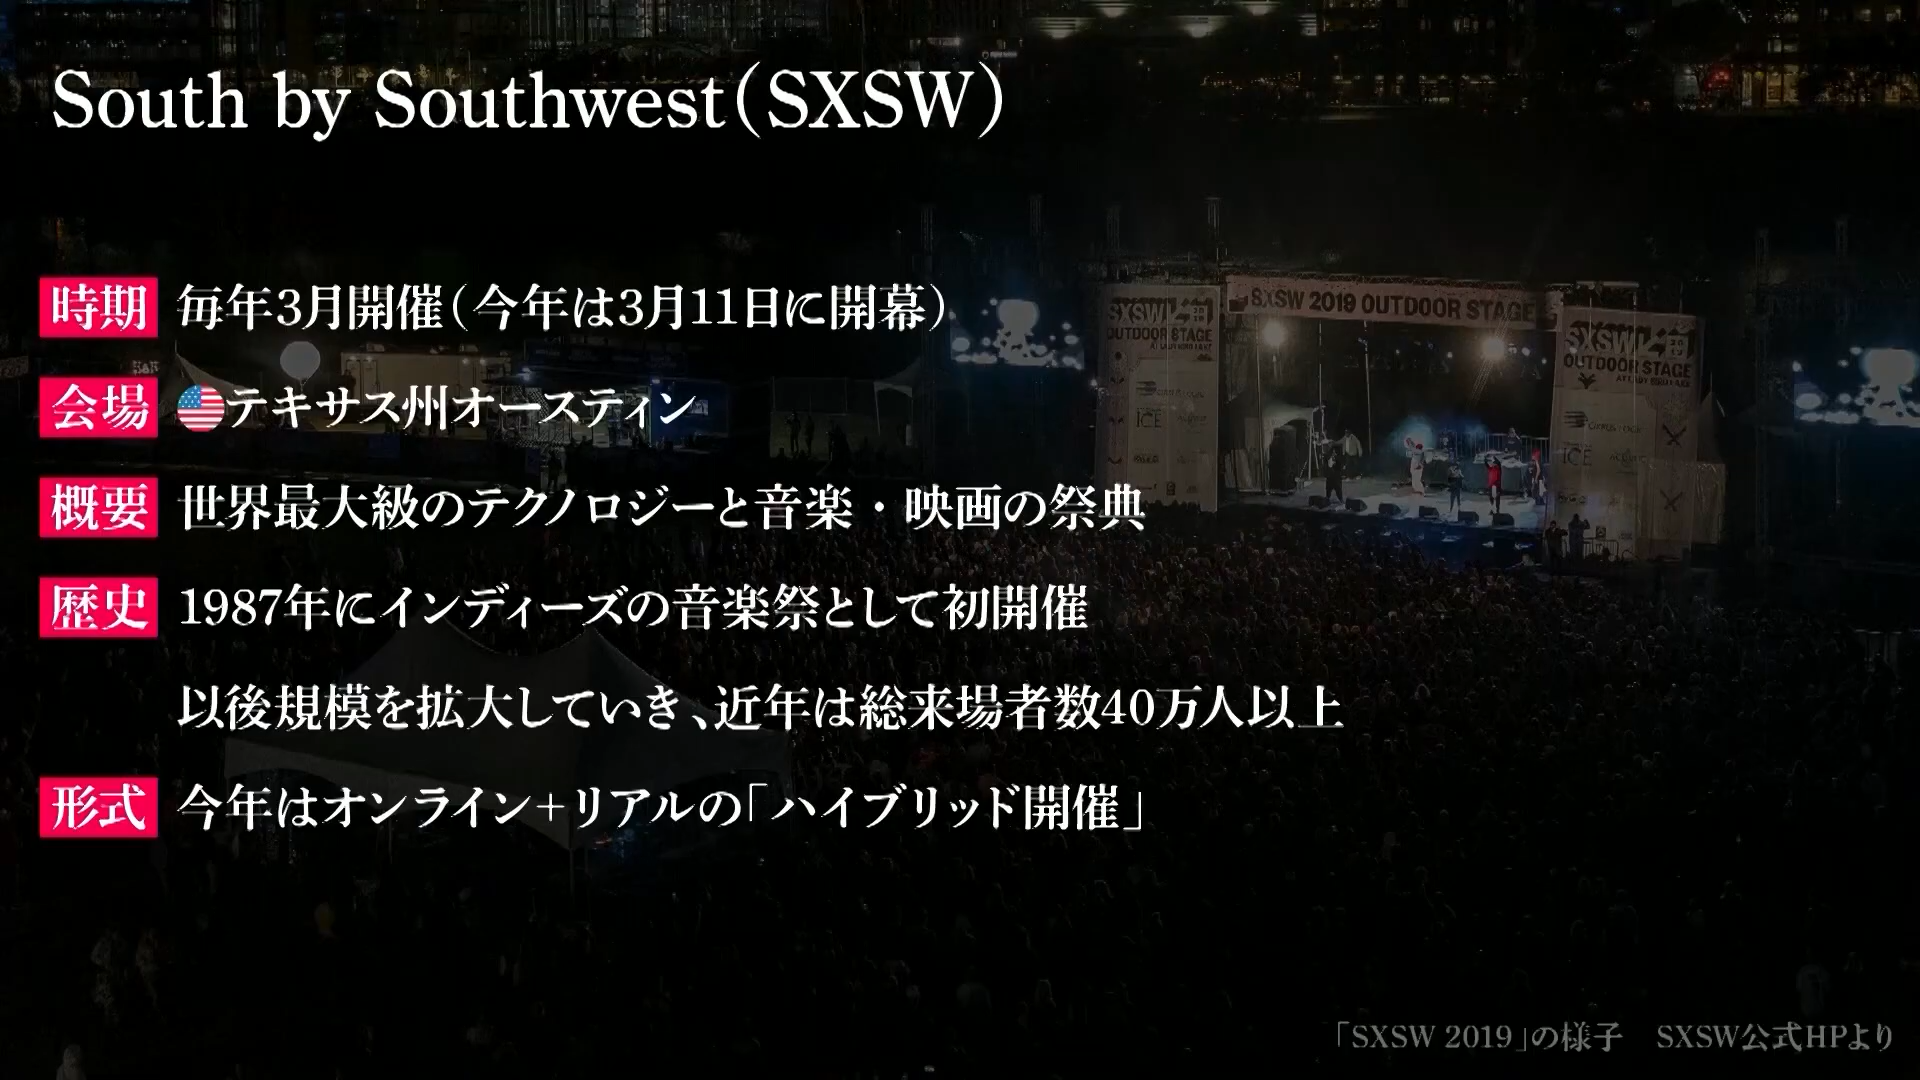 South by Southwest（SXSW）
時期 毎年3月開催（今年は3月11日に開幕）
会場 テキサス州オースティン
概要 世界最大級のテクノロジーと音楽・映画の祭典
歴史 1987年にインディーズの音楽祭として初開催
以後規模を拡大していき、近年は総来場者数40万人以上
形式 今年はオンライン+リアルの「ハイブリッド開催」
SXSW 2019 OUTDOOR STAGE
SXSW
OUTDOOR STAGE
ICE
SXSW
OUTDOOR STAGE
ICE
「SXSW 2019」の様子　SXSW公式HPより